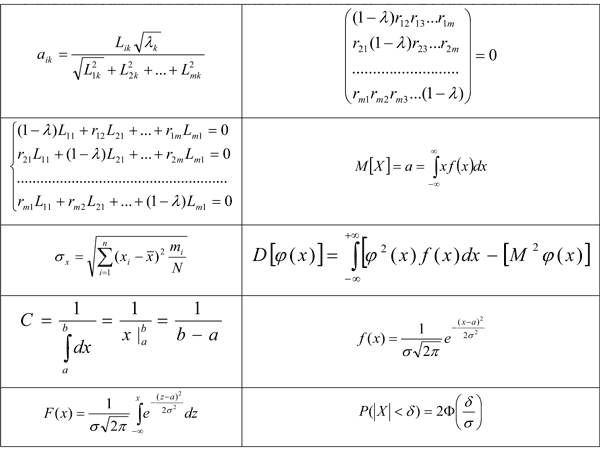 a_{ik} = \frac{L_{ik}\sqrt{\lambda_k}}{\sqrt{L_{1k}^2 + L_{2k}^2 + ... + L_{mk}^2}}
\begin{pmatrix} (1-\lambda)r_{12}r_{13}...r_{1m} \\ r_{21}(1-\lambda)r_{23}...r_{2m} \\ .......................... \\ r_{m1}r_{m2}r_{m3}...(1-\lambda) \end{pmatrix} = 0
\begin{cases} (1-\lambda)L_{11} + r_{12}L_{21} + ... + r_{1m}L_{m1} = 0 \\ r_{21}L_{11} + (1-\lambda)L_{21} + ... + r_{2m}L_{m1} = 0 \\ .................................................... \\ r_{m1}L_{11} + r_{m2}L_{21} + ... + (1-\lambda)L_{m1} = 0 \end{cases}
M[X] = a = \int_{-\infty}^{\infty} xf(x)dx
\sigma_x = \sqrt{\sum_{i=1}^{n} (x_i - \overline{x})^2 \frac{m_i}{N}}
D[\varphi(x)] = \int_{-\infty}^{+\infty} [\varphi^2(x) f(x)dx - [M^2 \varphi(x)]
C = \frac{1}{\int_a^b dx} = \frac{1}{x|_a^b} = \frac{1}{b-a}
f(x) = \frac{1}{\sigma\sqrt{2\pi}} e^{-\frac{(x-a)^2}{2\sigma^2}}
F(x) = \frac{1}{\sigma\sqrt{2\pi}} \int_{-\infty}^{x} e^{-\frac{(z-a)^2}{2\sigma^2}} dz
P(|X| < \delta) = 2\Phi\left(\frac{\delta}{\sigma}\right)